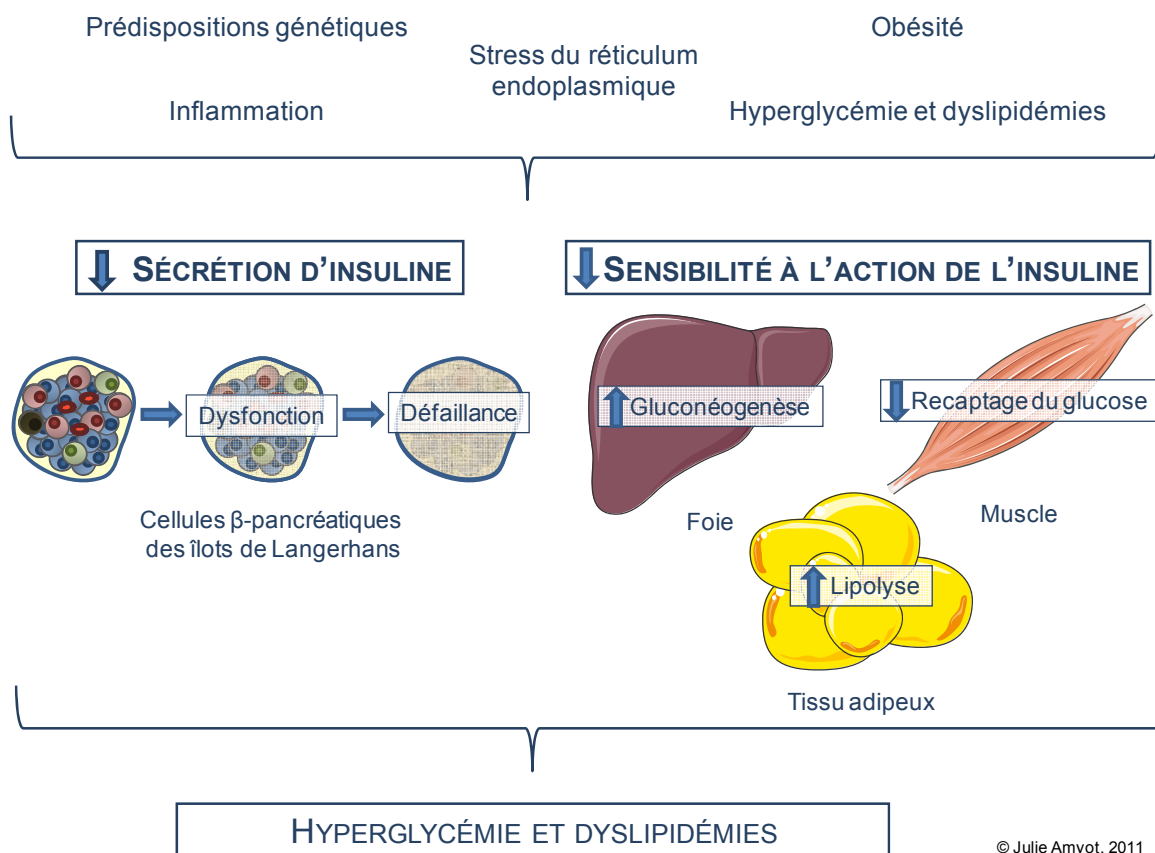 Prédispositions génétiques
Obésité
Stress du réticulum
endoplasmique
Inflammation
Hyperglycémie et dyslipidémies
SÉCRÉTION D'INSULINE
SENSIBILITÉ À L'ACTION DE L'INSULINE
Dysfonction
Défaillance
Gluconéogenèse
Recaptage du glucose
Cellules β-pancréatiques
des îlots de Langerhans
Foie
Muscle
Lipolyse
Tissu adipeux
HYPERGLYCÉMIE ET DYSLIPIDÉMIES
© Julie Amyot, 2011